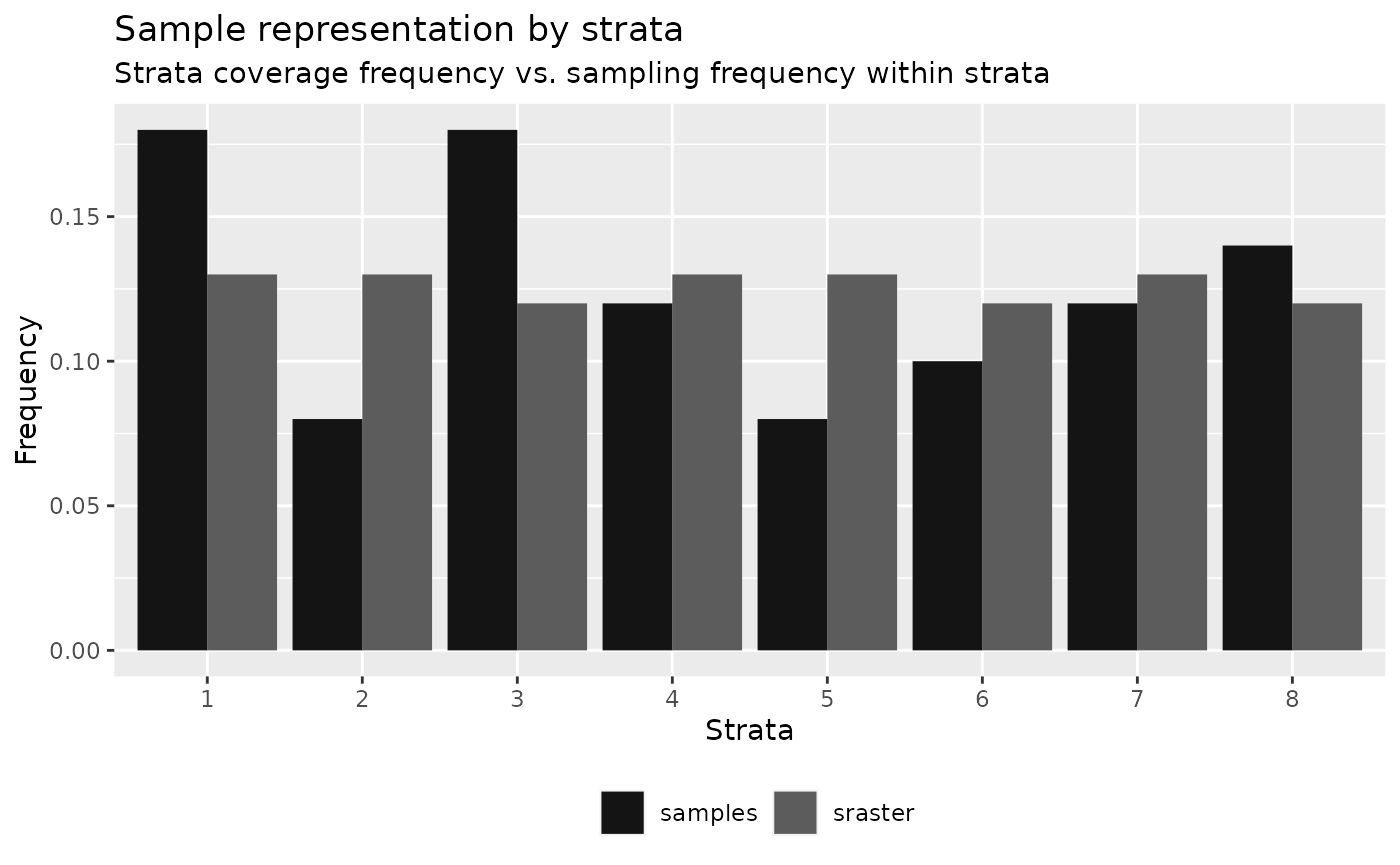 Sample representation by strata
Strata coverage frequency vs. sampling frequency within strata
Frequency
0.15
0.10
0.05
0.00
1 2 3 4 5 6 7 8
Strata
samples sraster